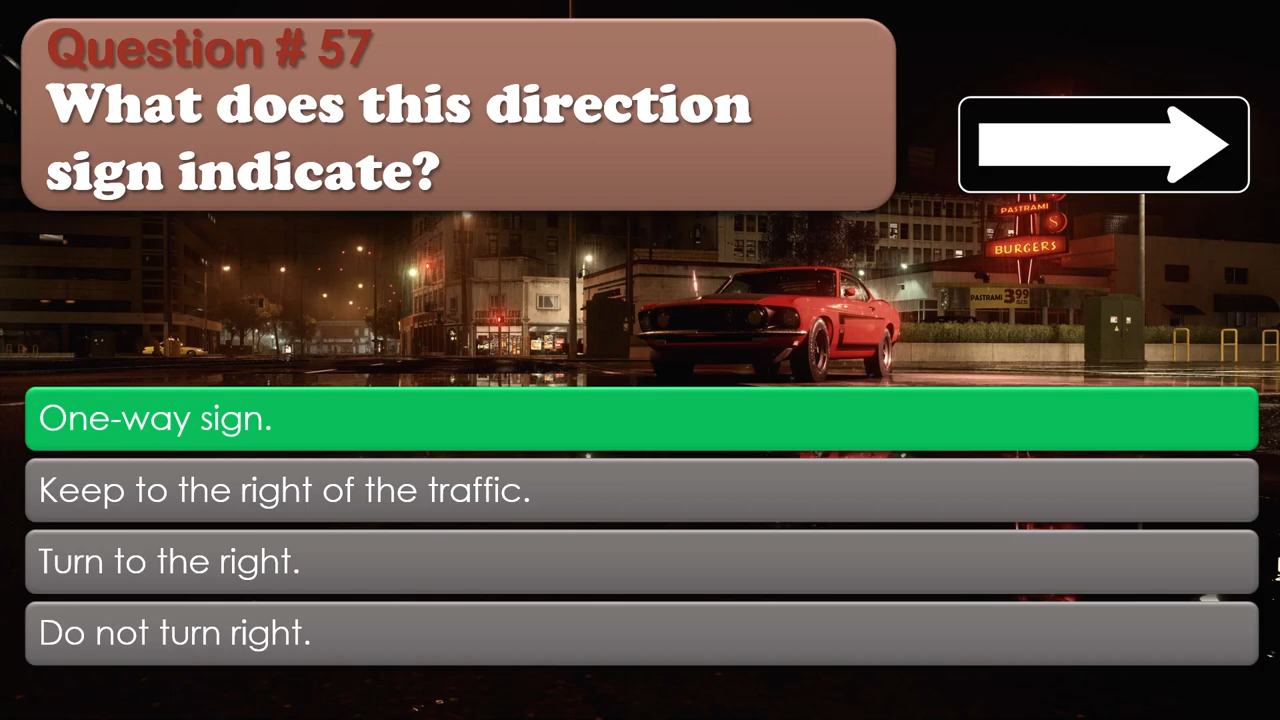 Question # 57
What does this direction
sign indicate?
PASTRAMI
BURGERS
PASTRAMI 3.99
One-way sign.
Keep to the right of the traffic.
Turn to the right.
Do not turn right.